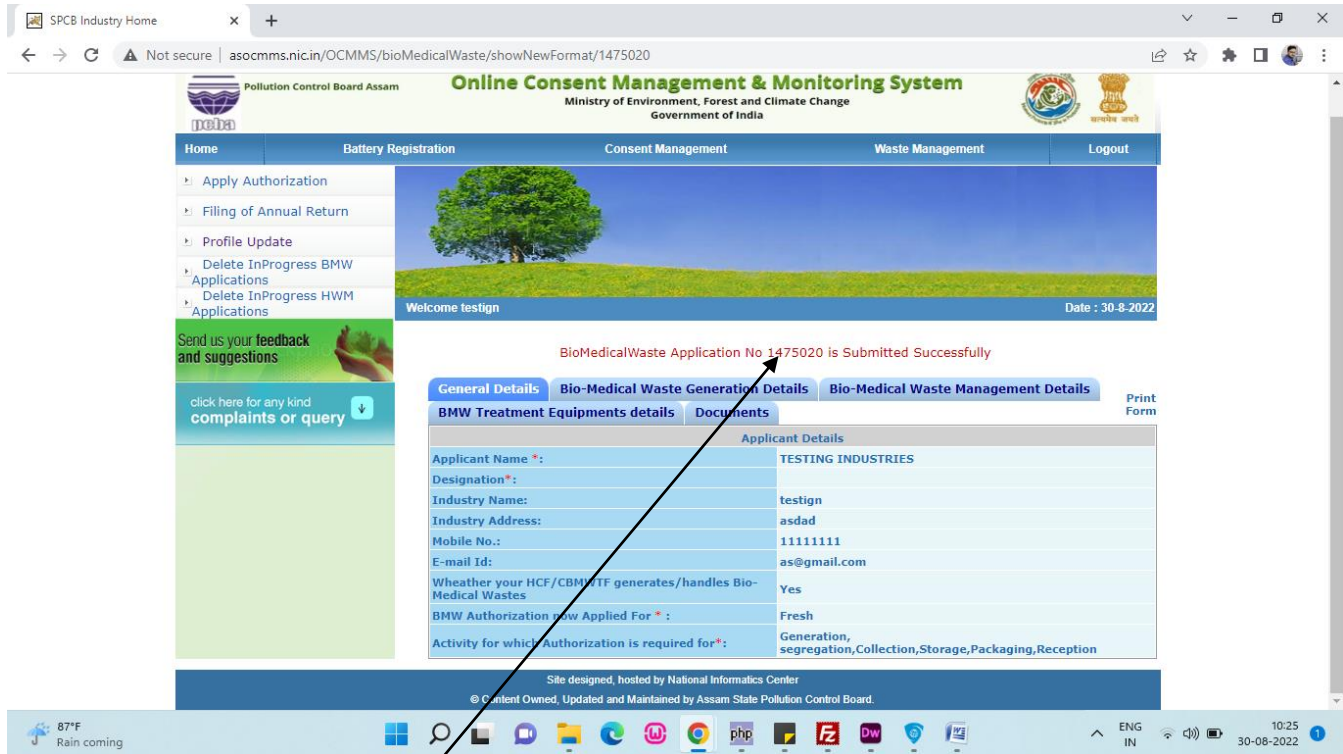 SPCB Industry Home
Not secure | asocmms.nic.in/OCMMS/bioMedicalWaste/showNewFormat/1475020
Pollution Control Board Assam
Online Consent Management & Monitoring System
Ministry of Environment, Forest and Climate Change
Government of India
pcba
सत्यमेव जयते
Home Battery Registration Consent Management Waste Management Logout
Apply Authorization
Filing of Annual Return
Profile Update
Delete InProgress BMW
Applications
Delete InProgress HWM
Applications
Welcome testign Date : 30-8-2022
Send us your feedback
and suggestions
click here for any kind
complaints or query
BioMedicalWaste Application No 1475020 is Submitted Successfully
General Details Bio-Medical Waste Generation Details Bio-Medical Waste Management Details
BMW Treatment Equipments details Documents
Print
Form
Applicant Details
Applicant Name *: TESTING INDUSTRIES
Designation*:
Industry Name: testign
Industry Address: asdad
Mobile No.: 11111111
E-mail Id: as@gmail.com
Wheather your HCF/CBMWTF generates/handles Bio-
Medical Wastes Yes
BMW Authorization now Applied For * : Fresh
Activity for which Authorization is required for*: Generation,
segregation,Collection,Storage,Packaging,Reception
Site designed, hosted by National Informatics Center
© Content Owned, Updated and Maintained by Assam State Pollution Control Board.
87°F
Rain coming
php
Fz
Dw
W
ENG
IN
10:25
30-08-2022
1